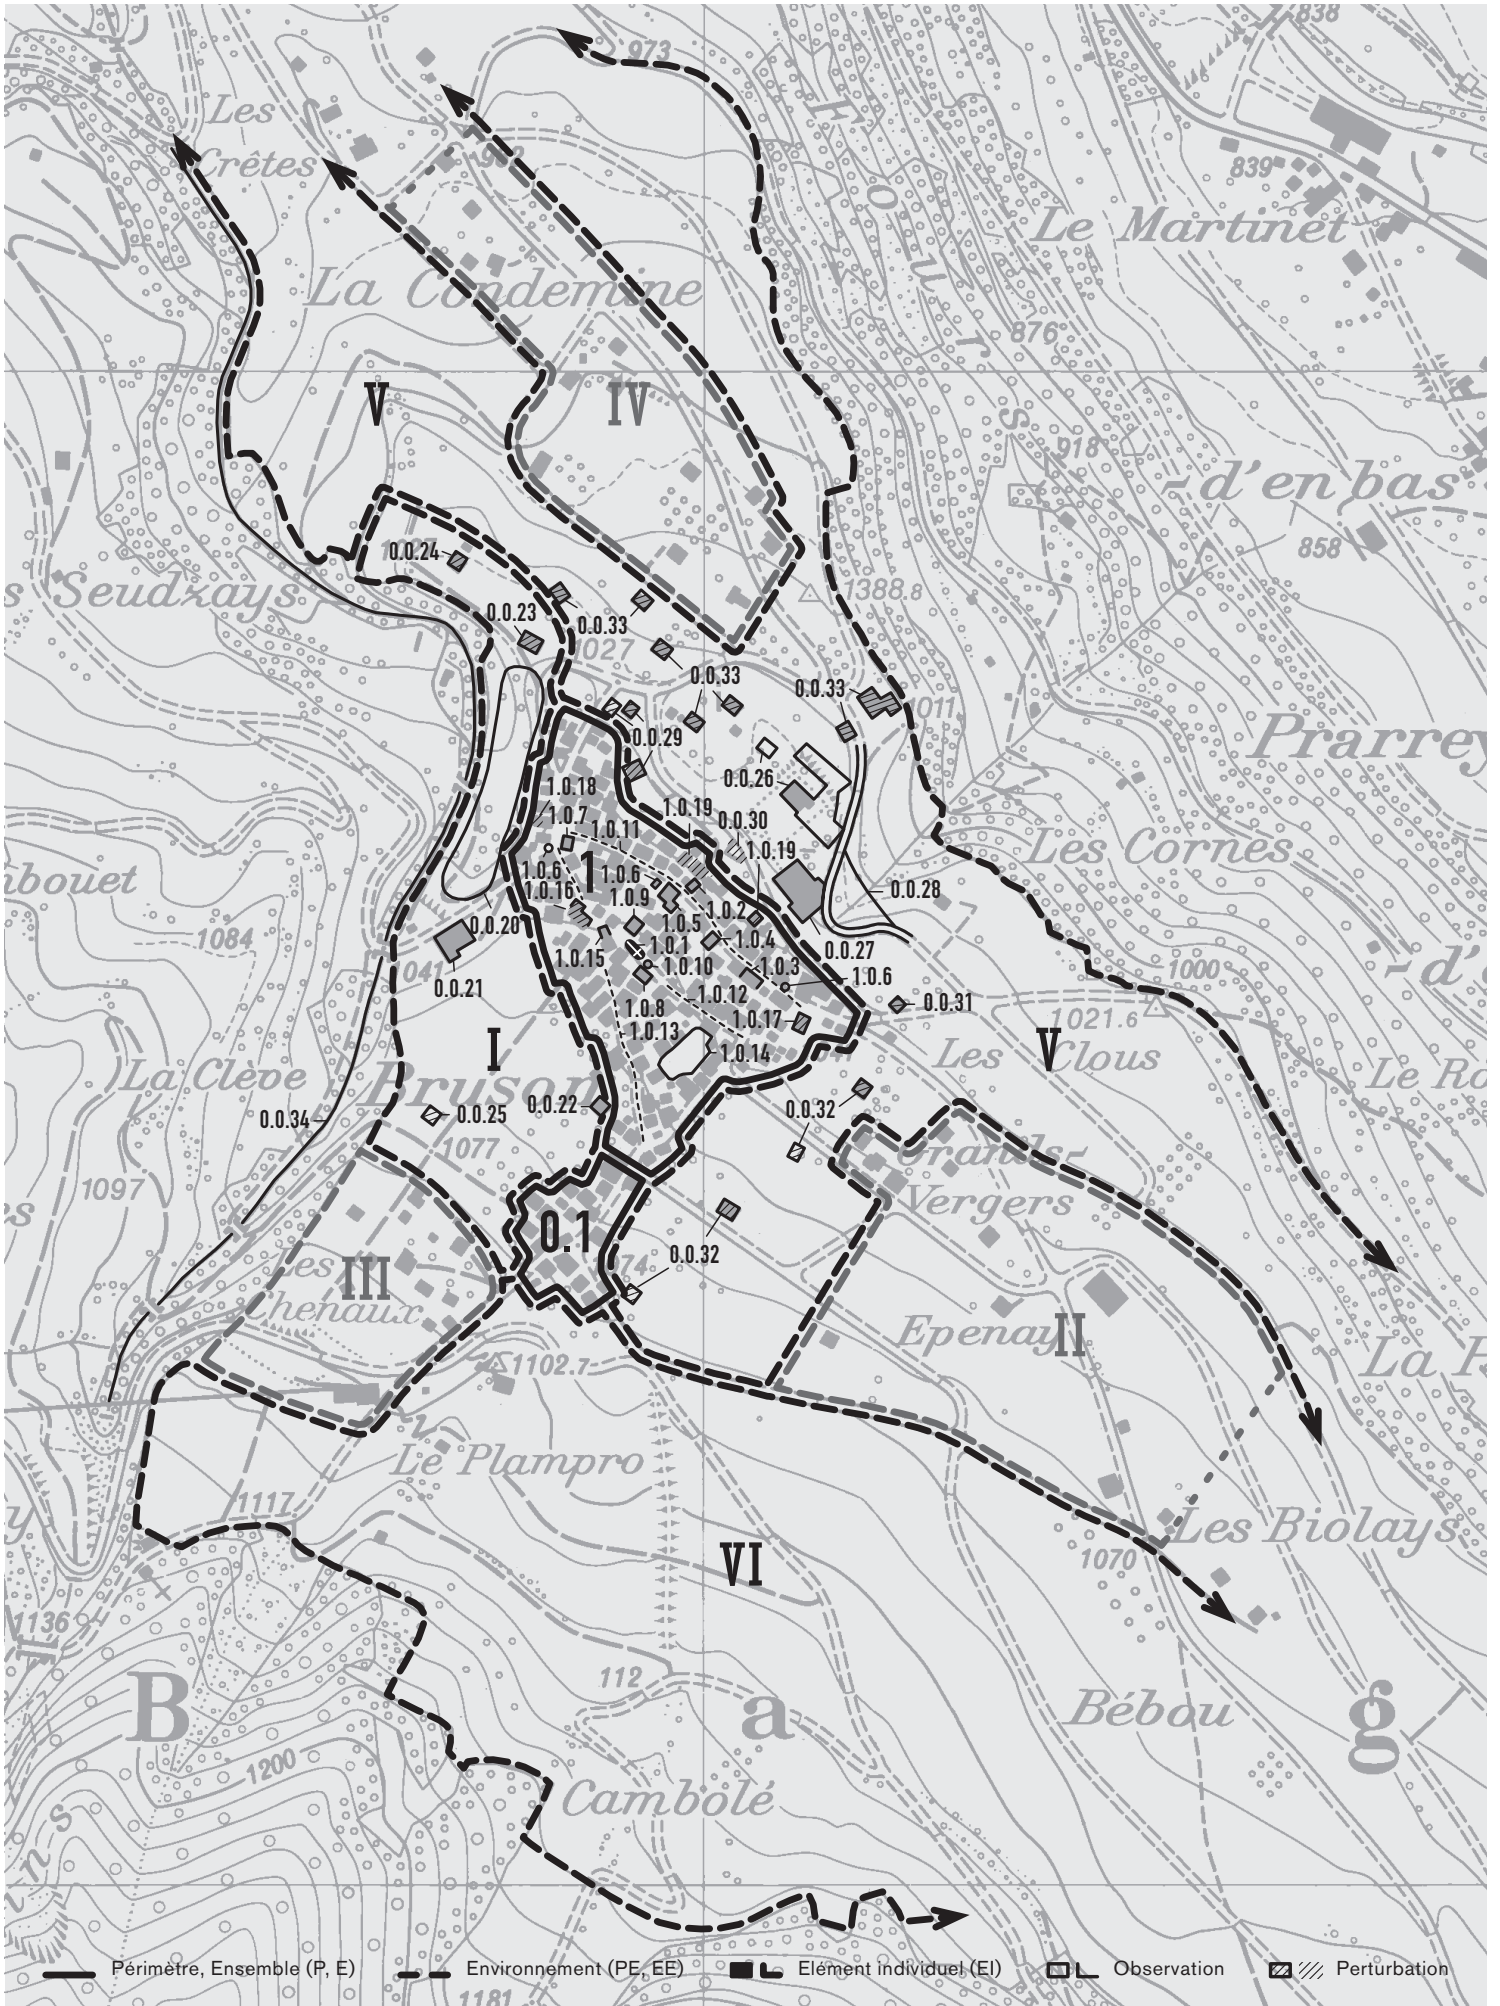 838
973
Les
Crêtes
982
839
Le Martinet
H
o
u
r
s
La Condemine
876
V
IV
918
-d'en bas
858
0.0.24
1388.8
s Seudzays
0.0.23
0.0.33
1027
0.0.33
0.0.33
1011
0.0.29
Prarrey
0.0.26
1.0.18
1.0.7
1.0.19
0.0.30
1.0.11
1.0.19
Les Cornes
1
1.0.6
1.0.6
bouet
1.0.16
1.0.9
0.0.28
1.0.2
0.0.20
1.0.5
1084
1.0.1
1.0.4
0.0.27
1.0.15
1.0.10
1.0.3
1.0.6
1000
-d'
1041
0.0.21
1.0.12
0.0.31
1.0.8
1.0.17
1021.6
1.0.13
I
1.0.14
Les Clous
V
La Clève
Bruson
Le Ro
0.0.22
0.0.25
0.0.32
0.0.34
1077
Grands-
1097
Vergers
es
0.1
0.0.32
74
Les
III
Chenaux
Epenay
II
1102.7
La P
Le Plampro
1117
y
Les Biolays
VI
1070
1136
112
B
a
g
Bébou
1200
Cambolé
n s
Périmètre, Ensemble (P, E) Environnement (PE, EE) Elément individuel (EI) Observation Perturbation
1181